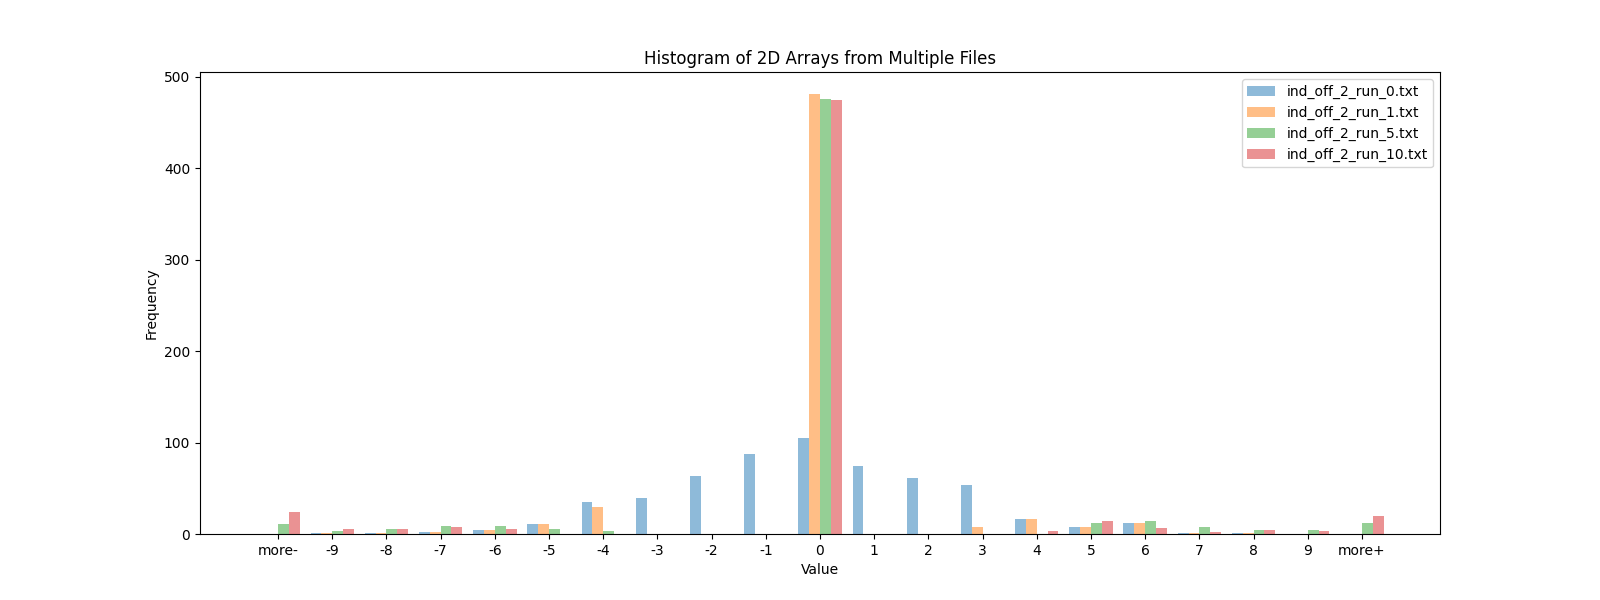 Histogram of 2D Arrays from Multiple Files
500
400
300
200
100
0
Frequency
ind_off_2_run_0.txt
ind_off_2_run_1.txt
ind_off_2_run_5.txt
ind_off_2_run_10.txt
more- -9 -8 -7 -6 -5 -4 -3 -2 -1 0 1 2 3 4 5 6 7 8 9 more+
Value